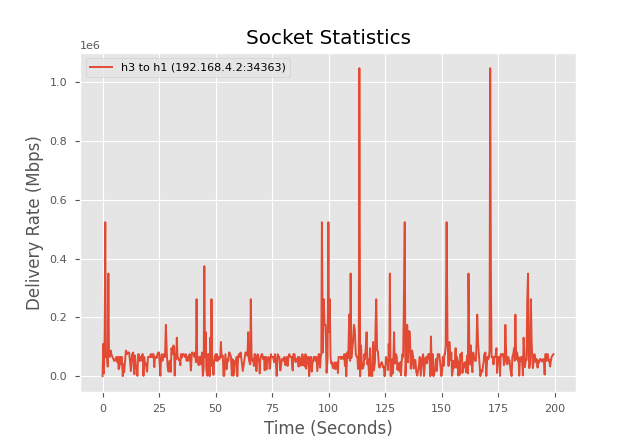 Socket Statistics
1e6
h3 to h1 (192.168.4.2:34363)
1.0
0.8
0.6
0.4
0.2
0.0
Delivery Rate (Mbps)
0 25 50 75 100 125 150 175 200
Time (Seconds)